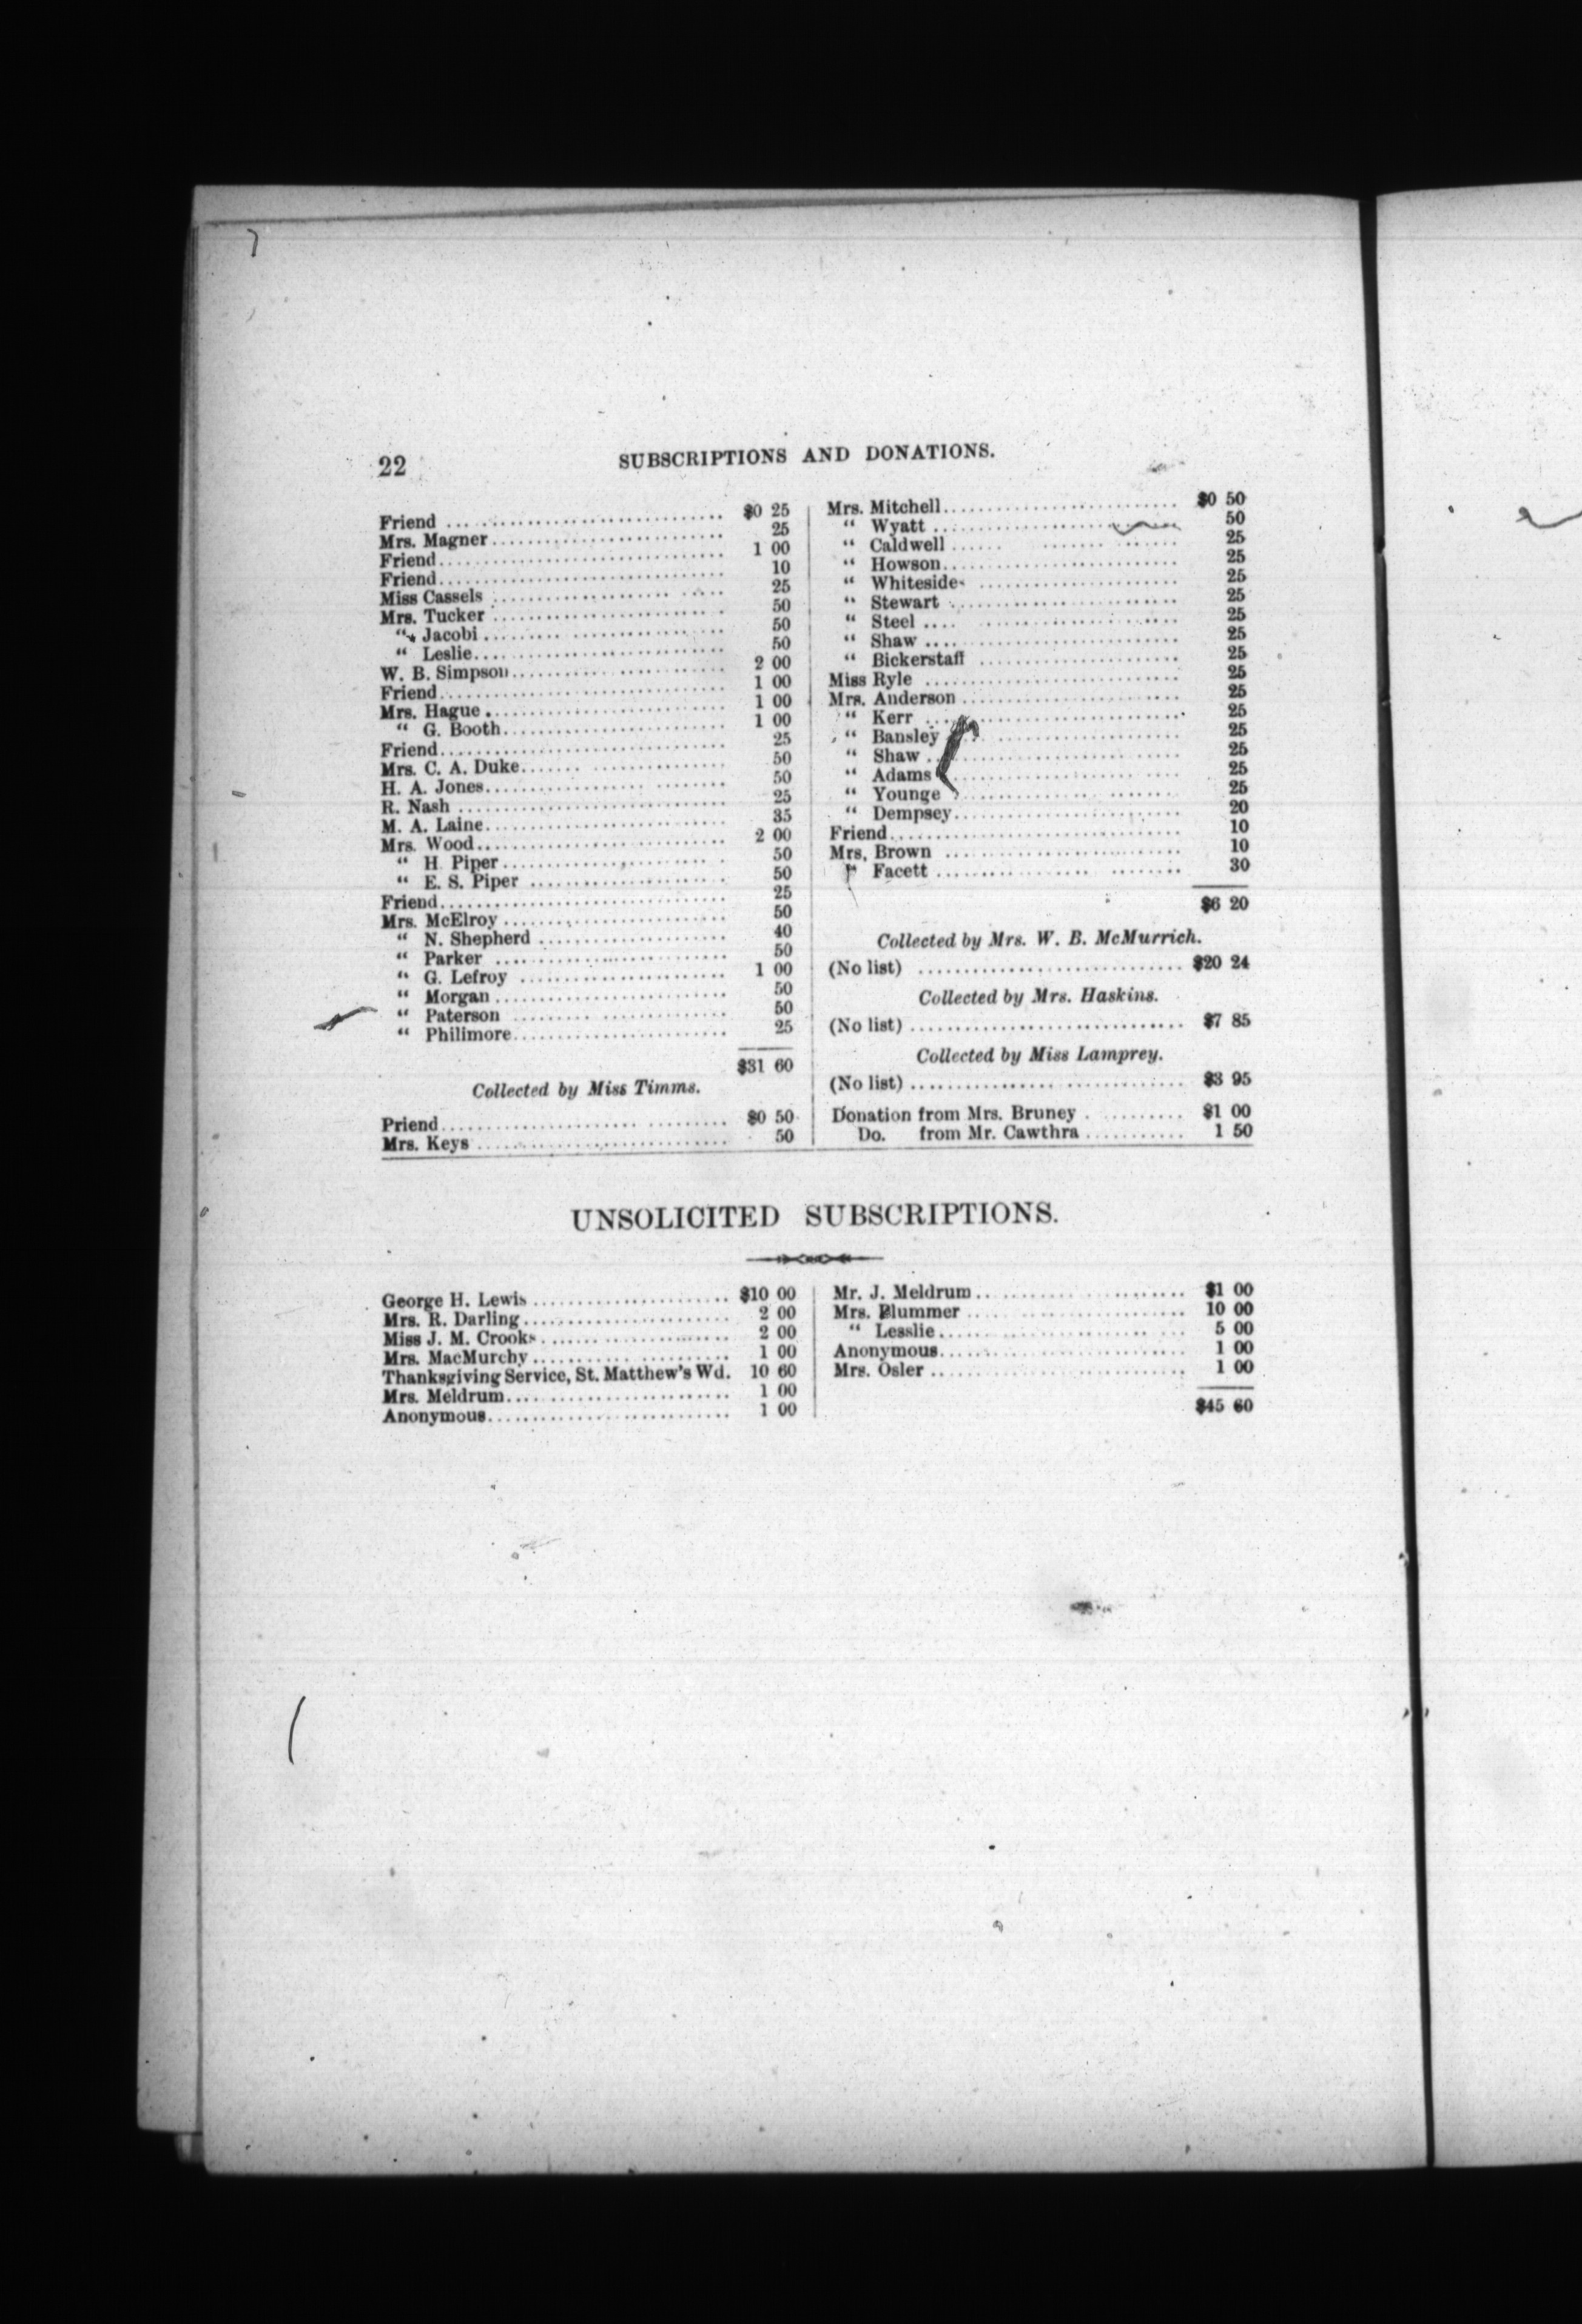 22 SUBSCRIPTIONS AND DONATIONS.
Friend ... $0 25
Mrs. Magner ... 25
Friend ... 1 00
Friend ... 10
Miss Cassels ... 25
Mrs. Tucker ... 50
“ Jacobi ... 50
“ Leslie ... 50
W. B. Simpson ... 2 00
Friend ... 1 00
Mrs. Hague ... 1 00
“ G. Booth ... 1 00
Friend ... 25
Mrs. C. A. Duke ... 50
H. A. Jones ... 50
R. Nash ... 25
M. A. Laine ... 35
Mrs. Wood ... 2 00
“ H Piper ... 50
“ E. S. Piper ... 50
Friend ... 25
Mrs. McElroy ... 50
“ N. Shepherd ... 40
“ Parker ... 50
“ G. Lefroy ... 1 00
“ Morgan ... 50
“ Paterson ... 50
“ Philimore ... 25
$31 60
Collected by Miss Timms.
Friend ... $0 50
Mrs. Keys ... 50
Mrs. Mitchell ... $0 50
“ Wyatt ... 50
“ Caldwell ... 25
“ Howson ... 25
“ Whiteside ... 25
“ Stewart ... 25
“ Steel ... 25
“ Shaw ... 25
“ Bickerstaff ... 25
Miss Ryle ... 25
Mrs. Anderson ... 25
“ Kerr ... 25
“ Bansley ... 25
“ Shaw ... 25
“ Adams ... 25
“ Younge ... 25
“ Dempsey ... 20
Friend ... 10
Mrs. Brown ... 10
“ Facett ... 30
$6 20
Collected by Mrs. W. B. McMurrich.
(No list) ... $20 24
Collected by Mrs. Haskins.
(No list) ... $7 85
Collected by Miss Lamprey.
(No list) ... $3 95
Donation from Mrs. Bruney ... $1 00
Do. from Mr. Cawthra ... 1 50
UNSOLICITED SUBSCRIPTIONS.
George H. Lewis ... $10 00
Mrs. R. Darling ... 2 00
Miss J. M. Crooks ... 2 00
Mrs. MacMurchy ... 1 00
Thanksgiving Service, St. Matthew's Wd. 10 60
Mrs. Meldrum ... 1 00
Anonymous ... 1 00
Mr. J. Meldrum ... $1 00
Mrs. Plummer ... 10 00
“ Lesslie ... 5 00
Anonymous ... 1 00
Mrs. Osler ... 1 00
$45 60